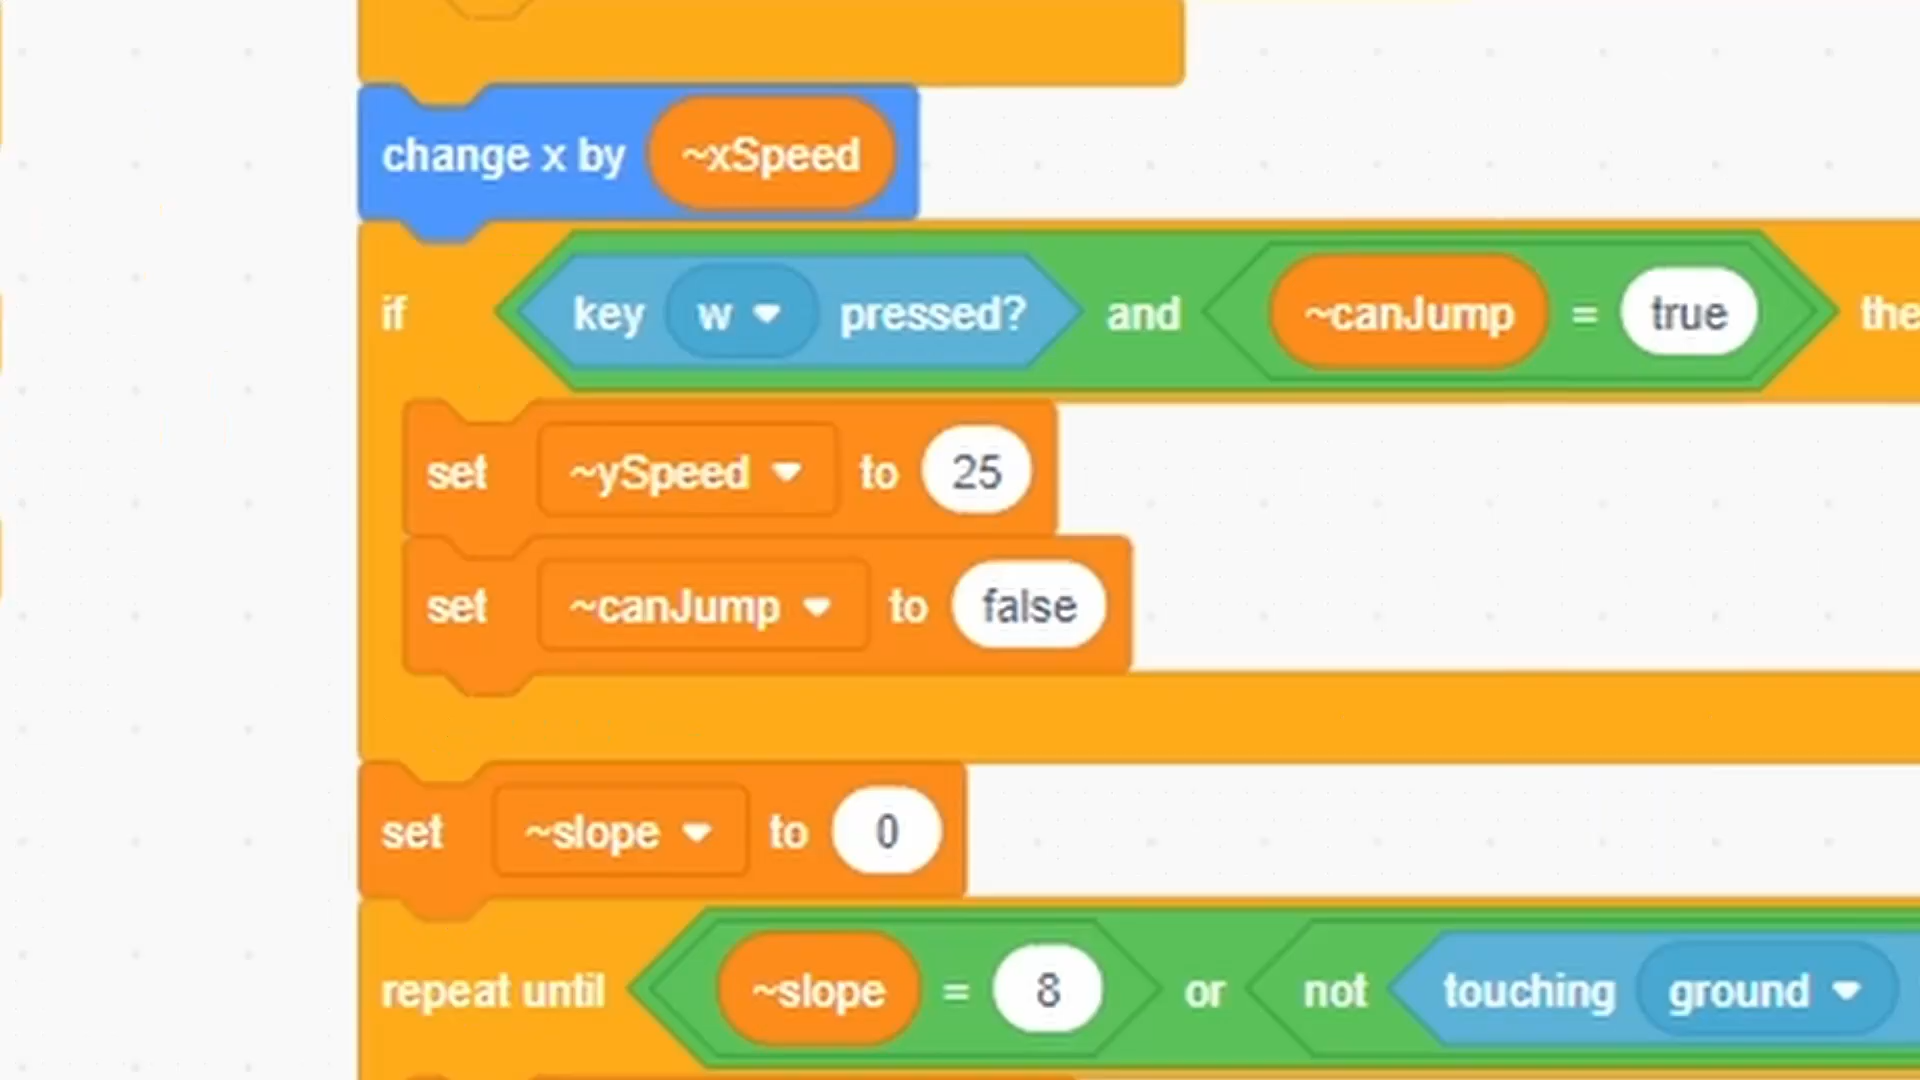 change x by ~xSpeed
if key w pressed? and ~canJump = true the
set ~ySpeed to 25
set ~canJump to false
set ~slope to 0
repeat until ~slope = 8 or not touching ground